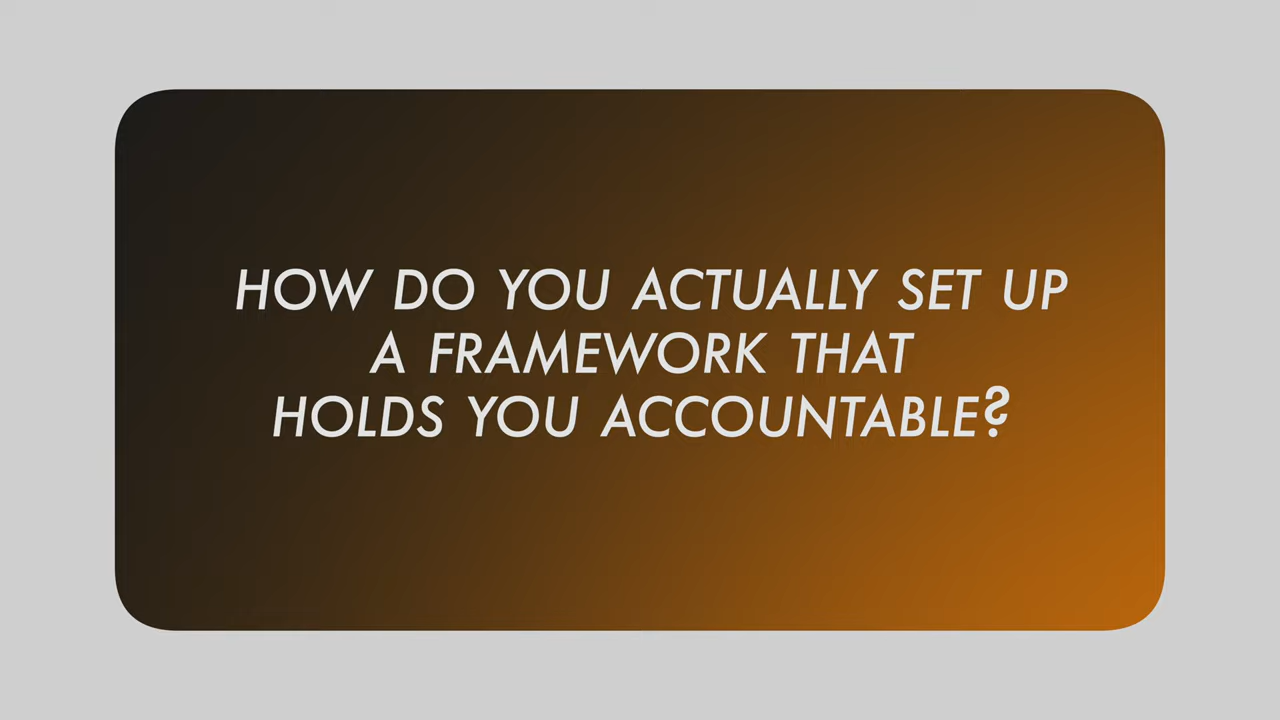 HOW DO YOU ACTUALLY SET UP
A FRAMEWORK THAT
HOLDS YOU ACCOUNTABLE?